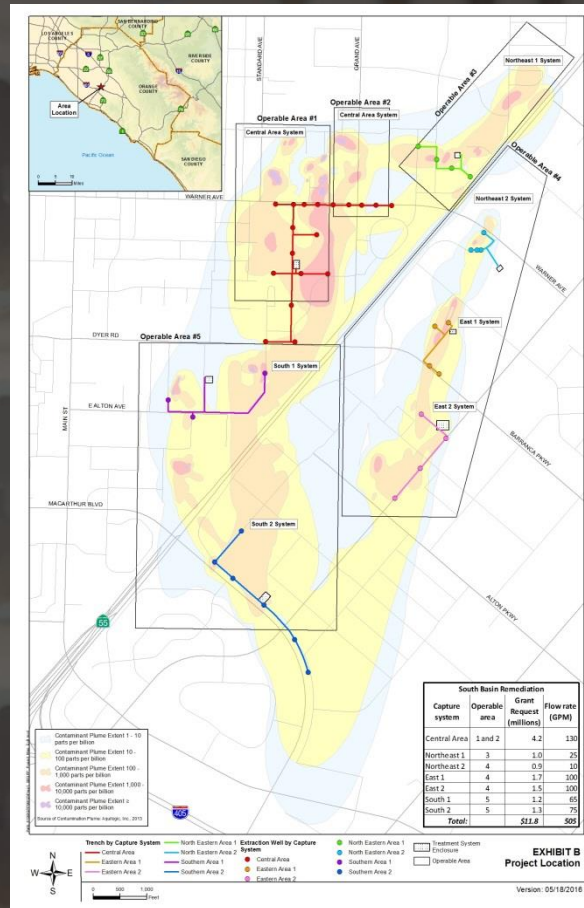 SAN BERNARDINO
COUNTY
LOS ANGELES
COUNTY
RIVERSIDE
COUNTY
ORANGE
COUNTY
Area
Location
Pacific Ocean
SAN DIEGO
COUNTY
0 5 10
Miles
STANDARD AVE
GRAND AVE
Northeast 1 System
Operable Area #3
Operable Area #2
Operable Area #1
Central Area System
Central Area System
Operable Area #4
WARNER AVE
Northeast 2 System
WARNER AVE
East 1 System
DYER RD
Operable Area #5
South 1 System
E ALTON AVE
MAIN ST
East 2 System
BARRANCA PKWY
MACARTHUR BLVD
South 2 System
ALTON PKWY
55
405
South Basin Remediation
Capture system Operable area Grant Request (millions) Flow rate (GPM)
Central Area 1 and 2 4.2 130
Northeast 1 3 1.0 25
Northeast 2 4 0.9 10
East 1 4 1.7 100
East 2 4 1.5 100
South 1 5 1.2 65
South 2 5 1.3 75
Total: $11.8 505
Contaminant Plume Extent 1 - 10
parts per billion
Contaminant Plume Extent 10 -
100 parts per billion
Contaminant Plume Extent 100 -
1,000 parts per billion
Contaminant Plume Extent 1,000
- 10,000 parts per billion
Contaminant Plume Extent ≥
10,000 parts per billion
Source of Contamination Plume: Aquilogic, Inc., 2013
Trench by Capture System
Central Area
Eastern Area 1
Eastern Area 2
North Eastern Area 1
North Eastern Area 2
Southern Area 1
Southern Area 2
Extraction Well by Capture
System
Central Area
Eastern Area 1
Eastern Area 2
North Eastern Area 1
North Eastern Area 2
Southern Area 1
Southern Area 2
Treatment System
Enclosure
Operable Area
N
W E
S
0 500 1,000
Feet
EXHIBIT B
Project Location
Version: 05/18/2016